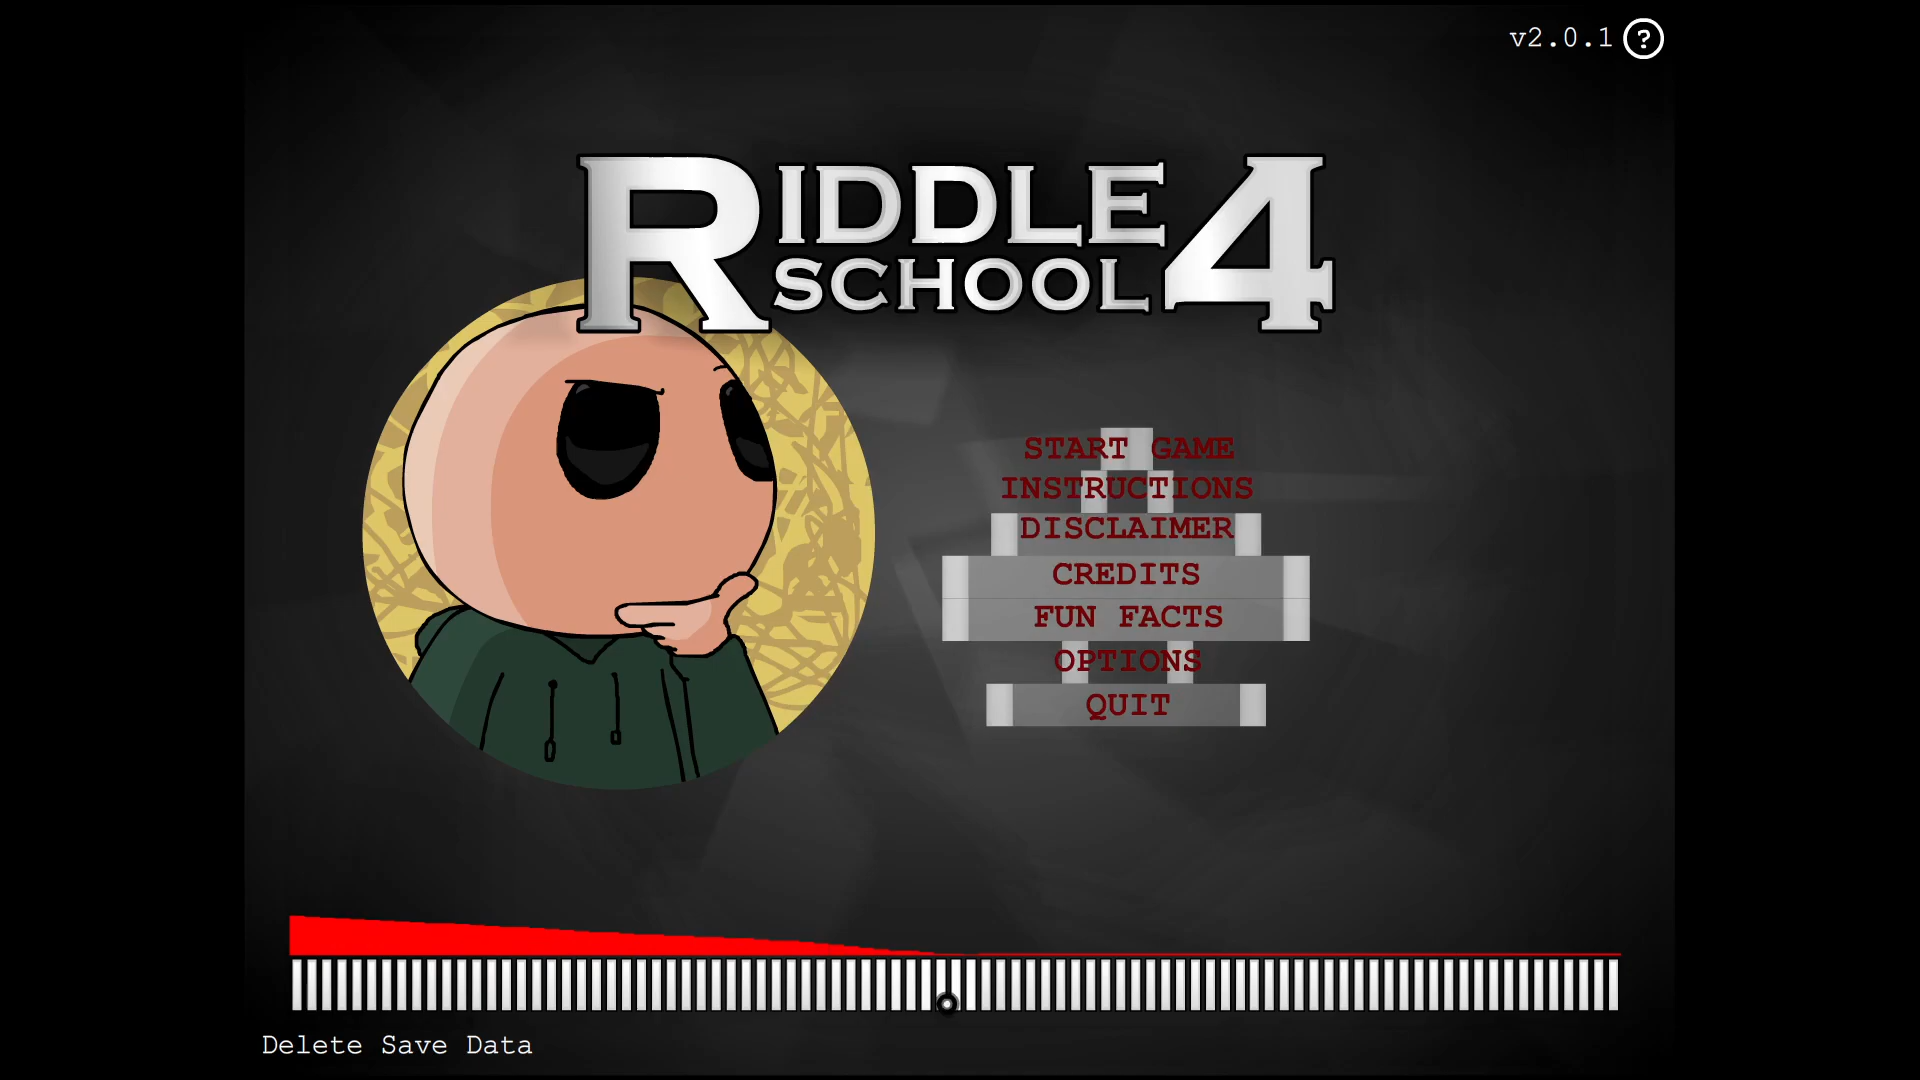 v2.0.1 ?
RIDDLE
SCHOOL 4
START GAME
INSTRUCTIONS
DISCLAIMER
CREDITS
FUN FACTS
OPTIONS
QUIT
Delete Save Data